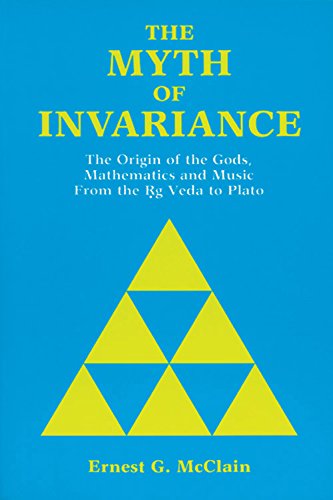 THE
MYTH
OF
INVARIANCE
The Origin of the Gods,
Mathematics and Music
From the Ṛg Veda to Plato
Ernest G. McClain